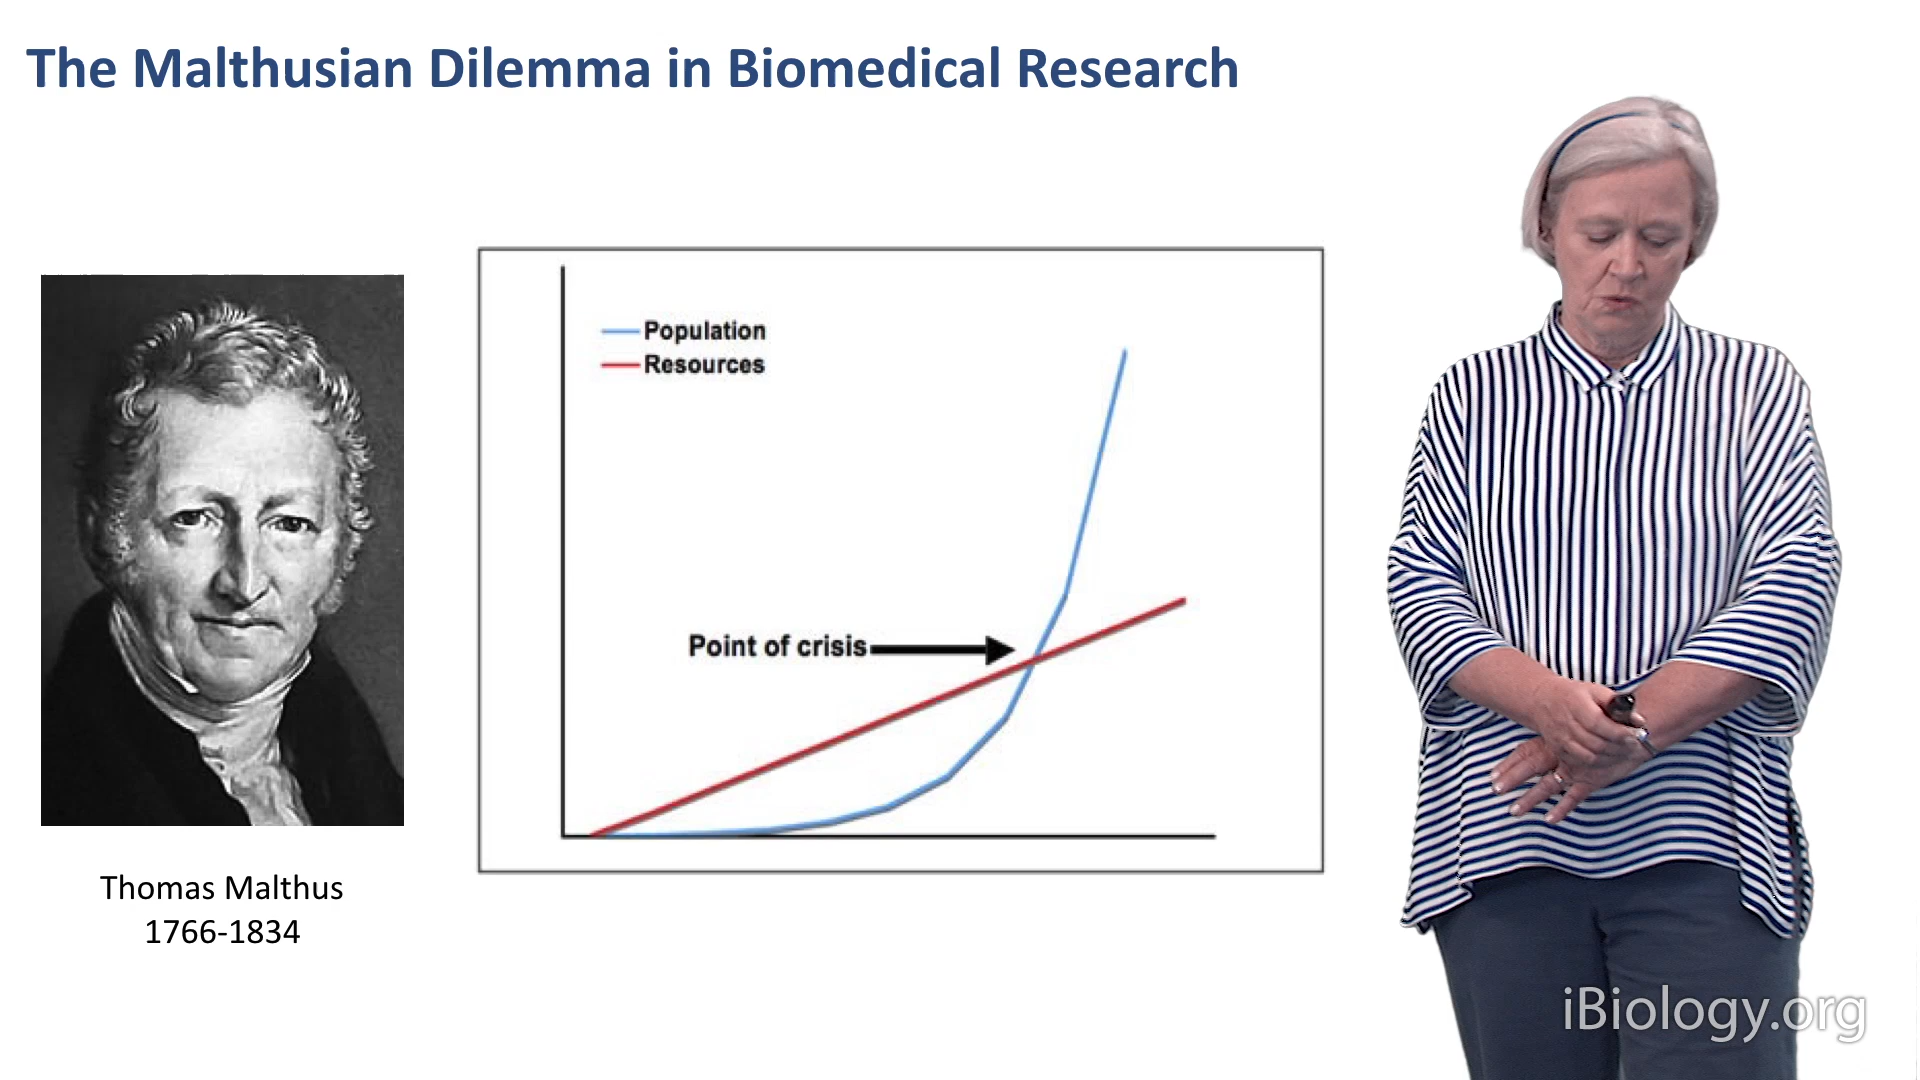 The Malthusian Dilemma in Biomedical Research
Population
Resources
Point of crisis
Thomas Malthus
1766-1834
iBiology.org